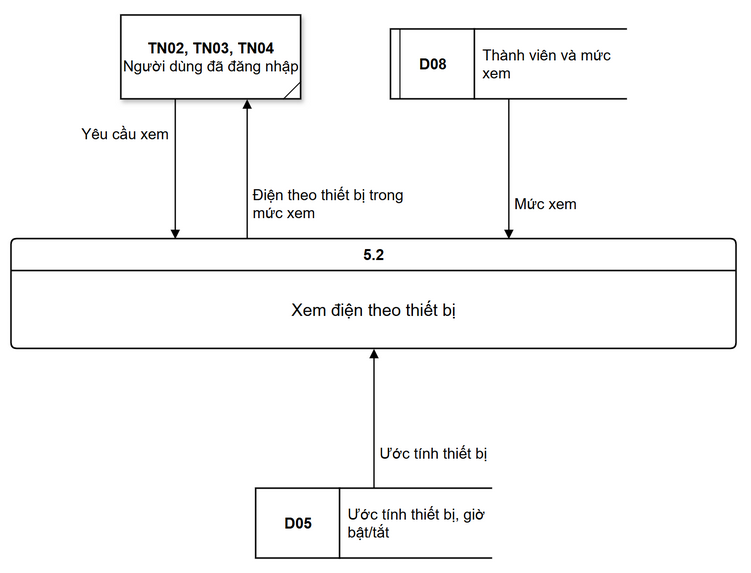 TN02, TN03, TN04
Người dùng đã đăng nhập
D08
Thành viên và mức
xem
Yêu cầu xem
Điện theo thiết bị trong
mức xem
Mức xem
5.2
Xem điện theo thiết bị
Ước tính thiết bị
D05
Ước tính thiết bị, giờ
bật/tắt